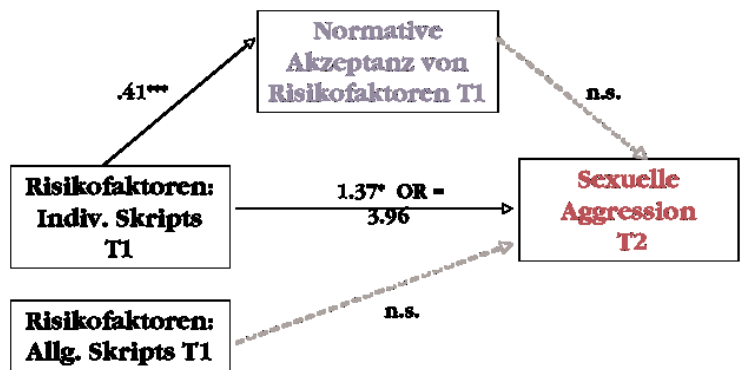 Normative
Akzeptanz von
Risikofaktoren T1
.41***
n.s.
Risikofaktoren:
Indiv. Skripts
T1
1.37* OR =
3.96
Sexuelle
Aggression
T2
n.s.
Risikofaktoren:
Allg. Skripts T1